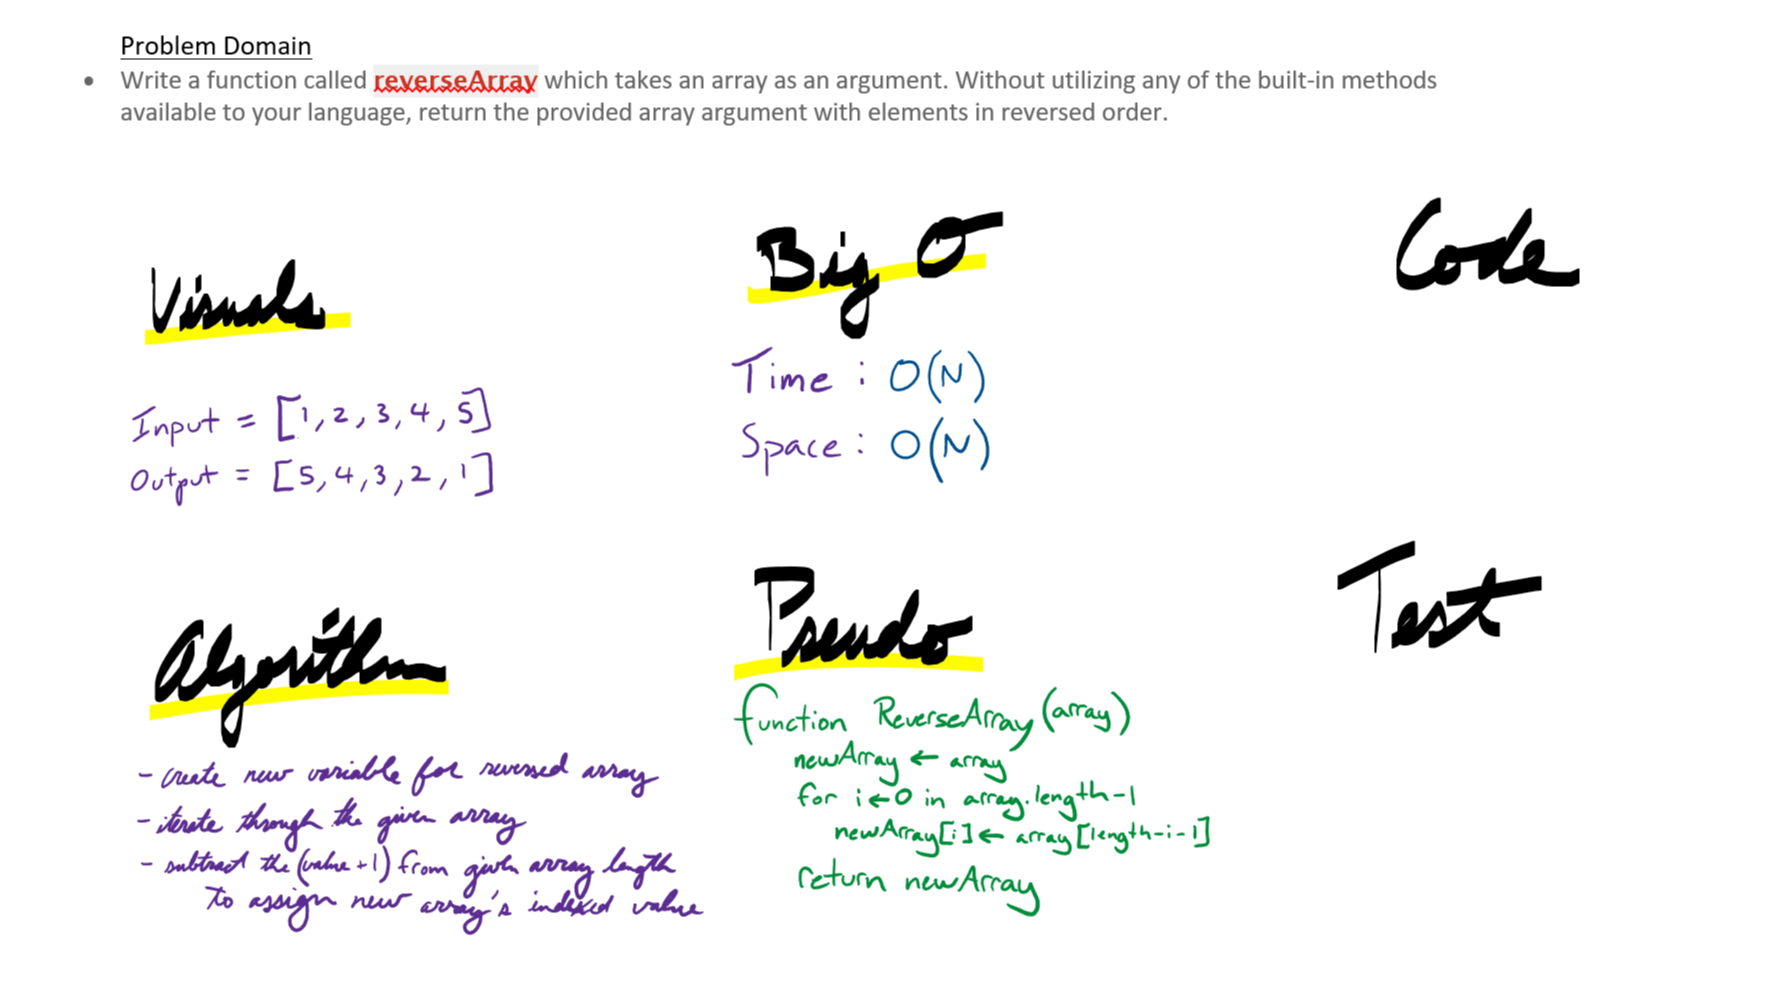 Problem Domain
• Write a function called reverseArray which takes an array as an argument. Without utilizing any of the built-in methods
available to your language, return the provided array argument with elements in reversed order.
Visuals
Input = [1, 2, 3, 4, 5]
Output = [5, 4, 3, 2, 1]
Algorithm
- create new variable for reversed array
- iterate through the given array
- subtract the (value + 1) from given array length
to assign new array's indexed value
Big O
Time : O(N)
Space : O(N)
Pseudo
function ReverseArray (array)
newArray ← array
for i ← 0 in array.length-1
newArray[i] ← array [length-i-1]
return newArray
Code
Test